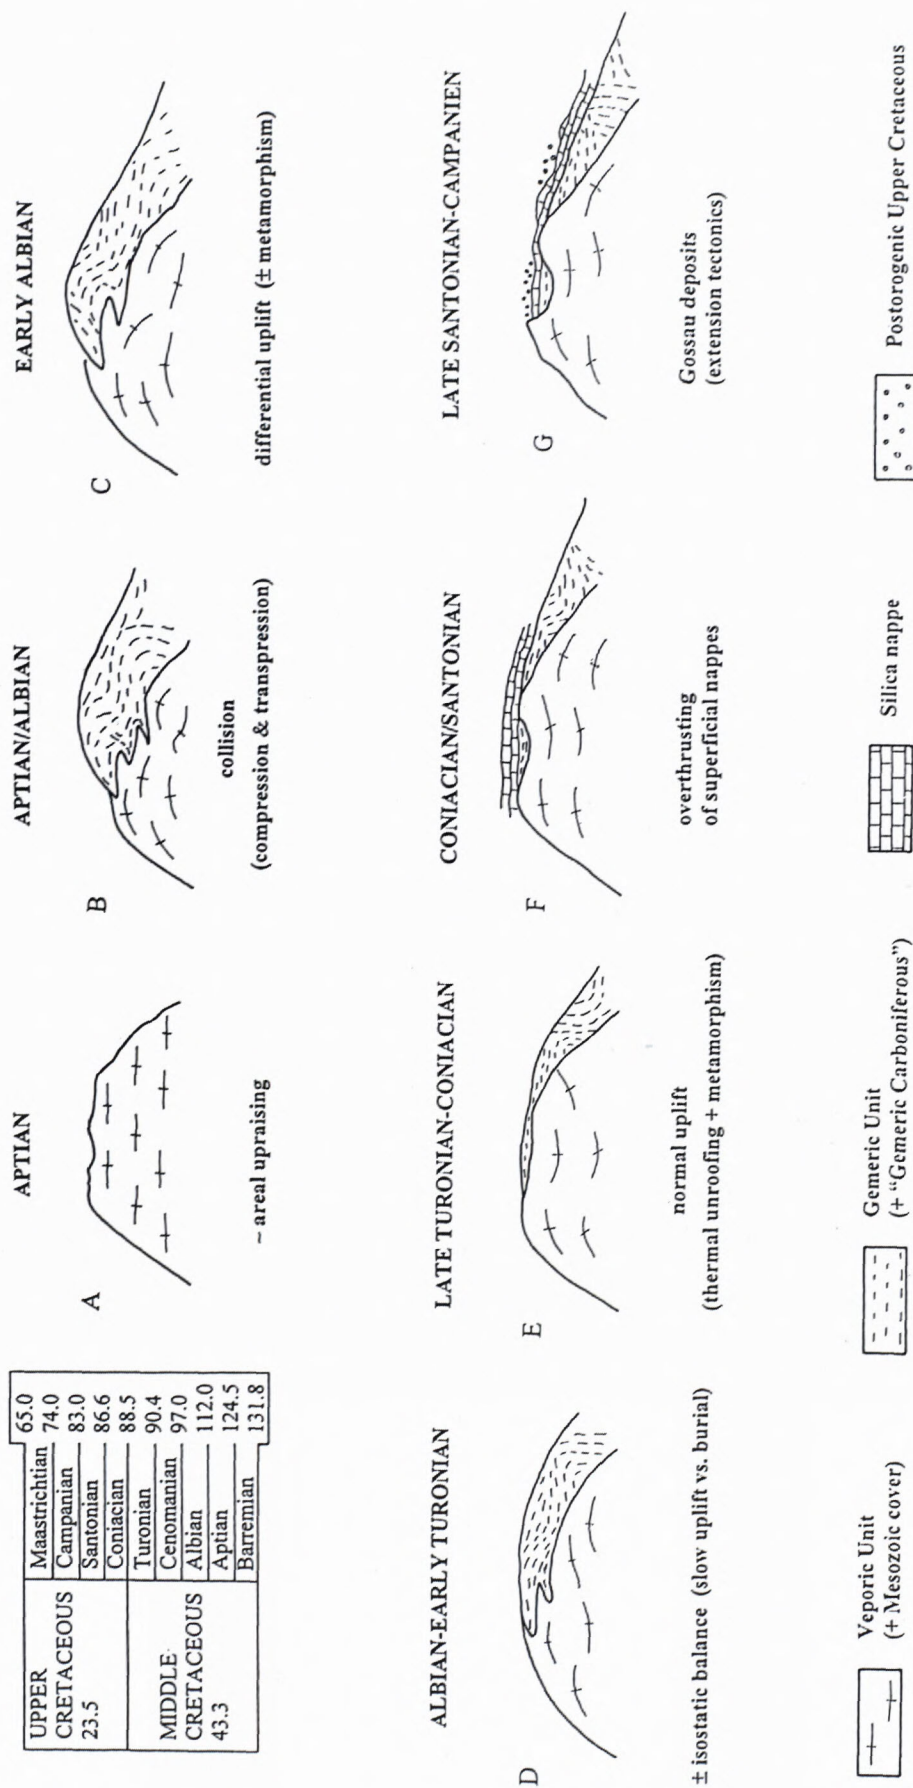 UPPER
CRETACEOUS
23.5
MIDDLE
CRETACEOUS
43.3
Maastrichtian 65.0
Campanian 74.0
Santonian 83.0
Coniacian 86.6
88.5
Turonian 90.4
Cenomanian 97.0
Albian 112.0
Aptian 124.5
Barremian 131.8
APTIAN
A
~ areal upraising
APTIAN/ALBIAN
B
collision
(compression & transpression)
EARLY ALBIAN
C
differential uplift (± metamorphism)
ALBIAN-EARLY TURONIAN
D
± isostatic balance (slow uplift vs. burial)
LATE TURONIAN-CONIACIAN
E
normal uplift
(thermal unroofing + metamorphism)
CONIACIAN/SANTONIAN
F
overthrusting
of superficial nappes
LATE SANTONIAN-CAMPANIEN
G
Gossau deposits
(extension tectonics)
Veporic Unit
(+ Mesozoic cover)
Gemeric Unit
(+ “Gemeric Carboniferous”)
Silica nappe
Postorogenic Upper Cretaceous